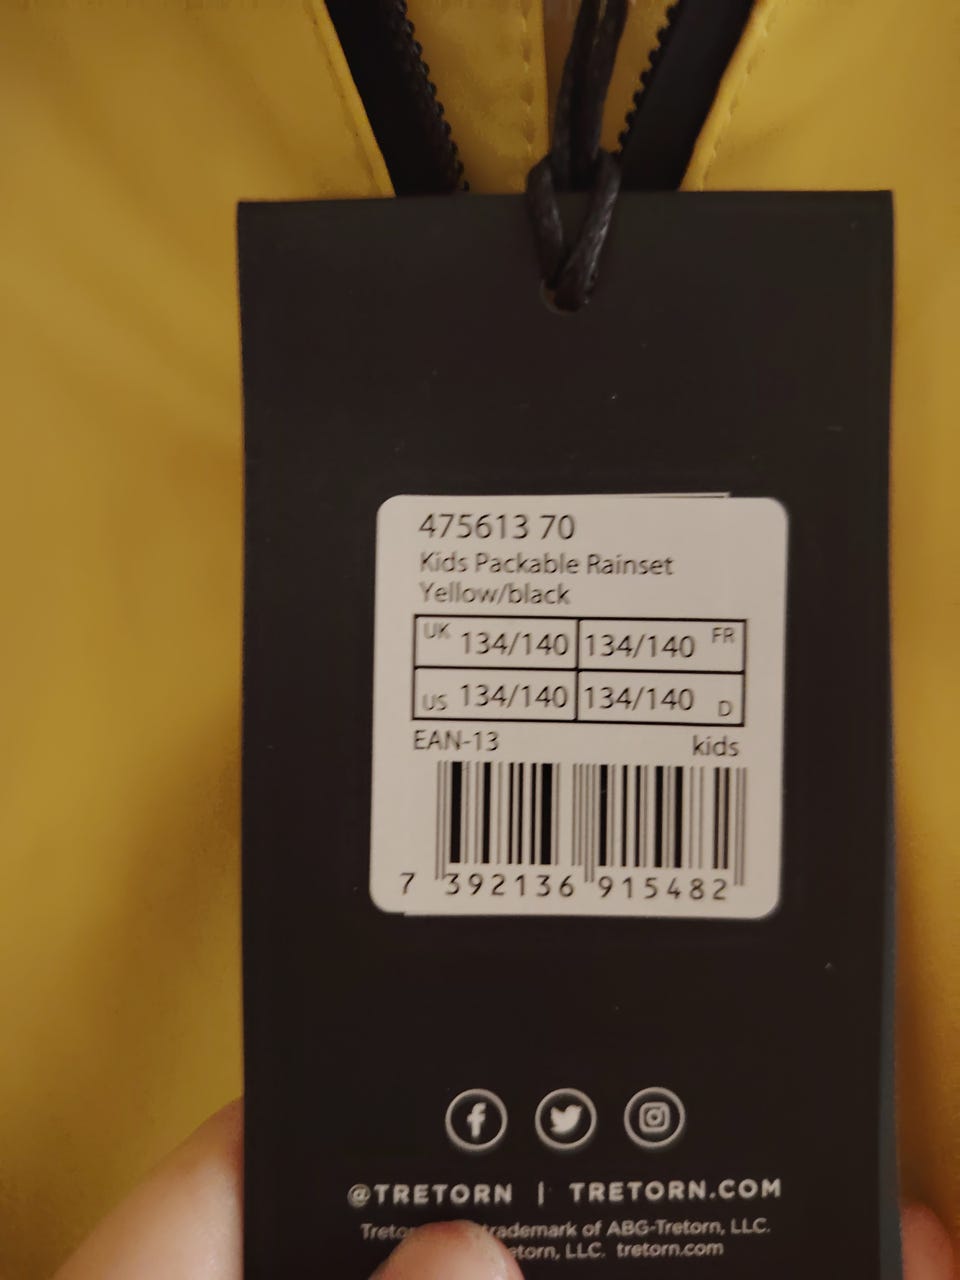 475613 70
Kids Packable Rainset
Yellow/black
UK 134/140 134/140 FR
US 134/140 134/140 D
EAN-13 kids
7 392136 915482
@TRETORN | TRETORN.COM
trademark of ABG-Tretorn, LLC.
LLC. tretorn.com